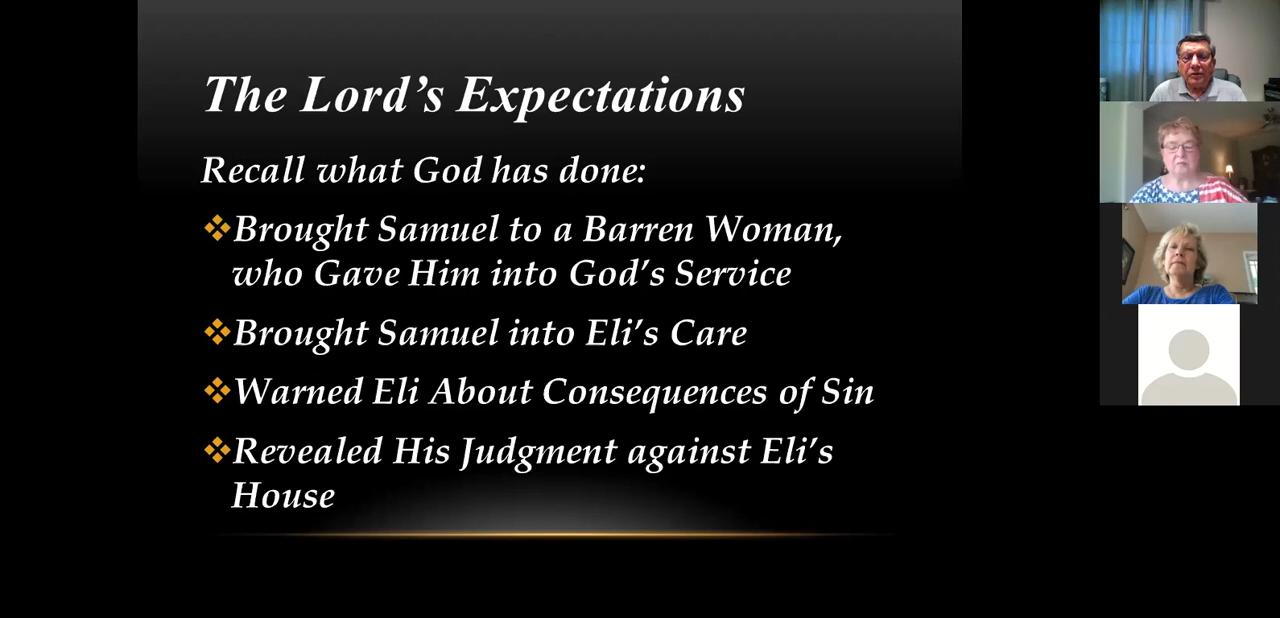 The Lord's Expectations
Recall what God has done:
Brought Samuel to a Barren Woman,
who Gave Him into God's Service
Brought Samuel into Eli's Care
Warned Eli About Consequences of Sin
Revealed His Judgment against Eli's
House